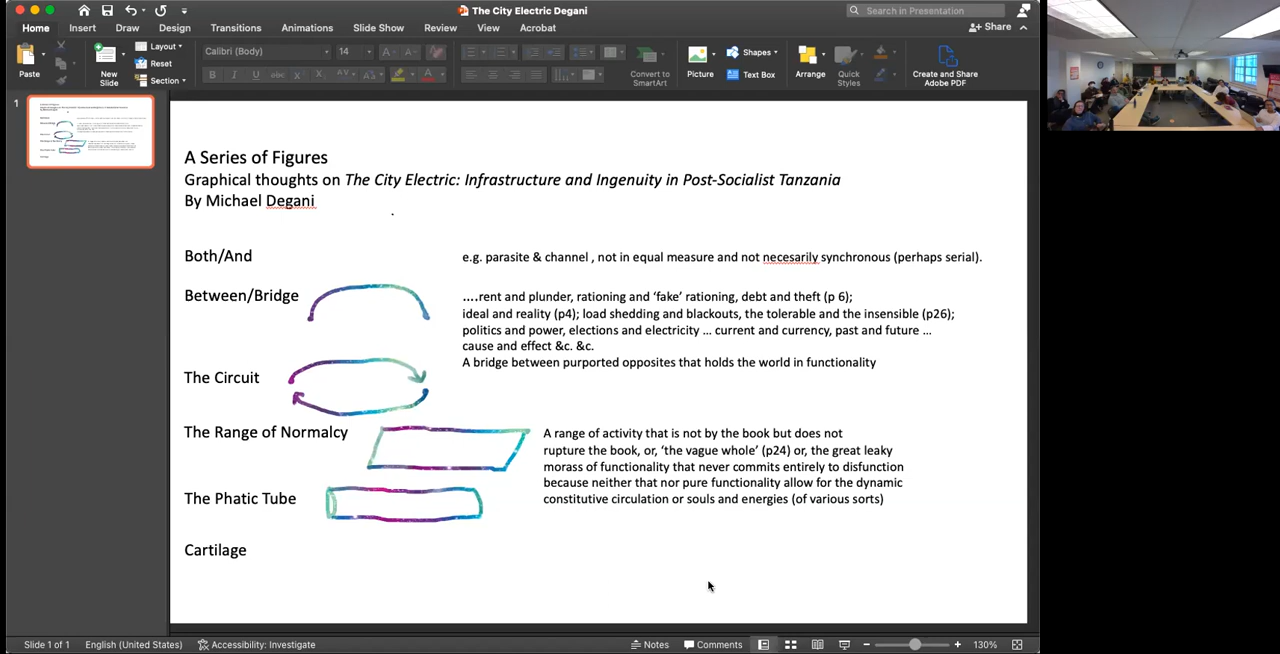 The City Electric Degani
Search in Presentation
Home Insert Draw Design Transitions Animations Slide Show Review View Acrobat
Share
Paste
New Slide
Layout
Reset
Section
Calibri (Body) 14
Convert to SmartArt
Picture
Shapes
Text Box
Arrange
Quick Styles
Create and Share Adobe PDF
1
A Series of Figures
Graphical thoughts on The City Electric: Infrastructure and Ingenuity in Post-Socialist Tanzania
By Michael Degani
Both/And
e.g. parasite & channel , not in equal measure and not necesarily synchronous (perhaps serial).
Between/Bridge
....rent and plunder, rationing and ‘fake’ rationing, debt and theft (p 6);
ideal and reality (p4); load shedding and blackouts, the tolerable and the insensible (p26);
politics and power, elections and electricity ... current and currency, past and future ...
cause and effect &c. &c.
A bridge between purported opposites that holds the world in functionality
The Circuit
The Range of Normalcy
A range of activity that is not by the book but does not
rupture the book, or, ‘the vague whole’ (p24) or, the great leaky
morass of functionality that never commits entirely to disfunction
because neither that nor pure functionality allow for the dynamic
constitutive circulation or souls and energies (of various sorts)
The Phatic Tube
Cartilage
Slide 1 of 1 English (United States) Accessibility: Investigate Notes Comments 130%